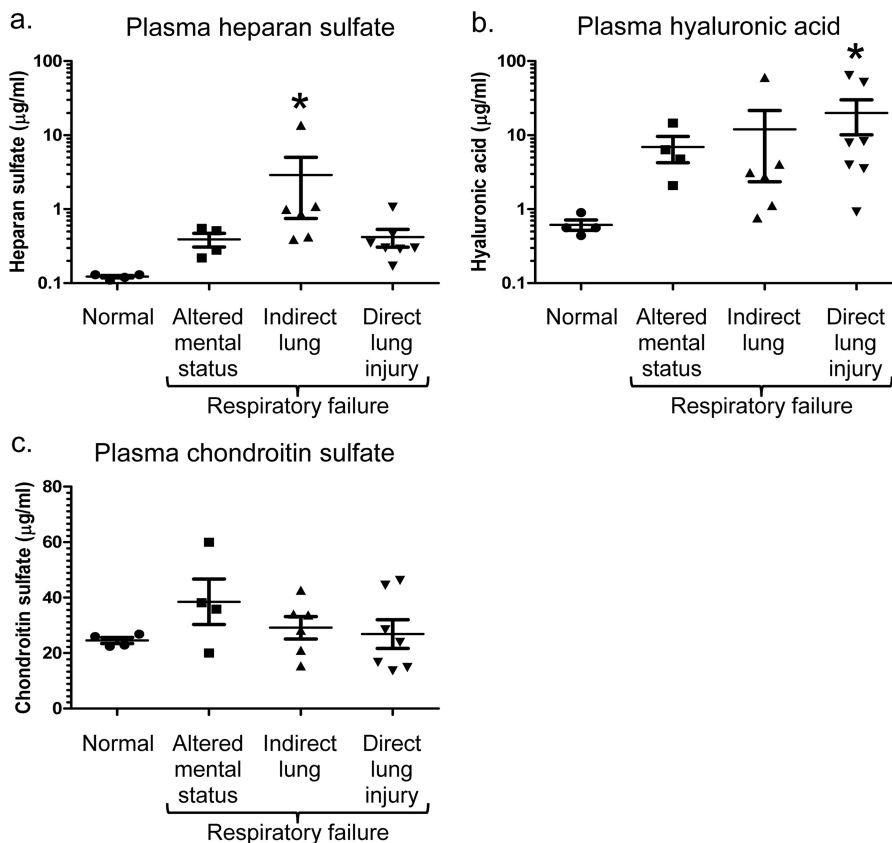 a.
Plasma heparan sulfate
Heparan sulfate (μg/ml)
100
10
1
0.1
*
Normal
Altered mental status
Indirect lung
Direct lung injury
Respiratory failure
b.
Plasma hyaluronic acid
Hyaluronic acid (μg/ml)
100
10
1
0.1
*
Normal
Altered mental status
Indirect lung
Direct lung injury
Respiratory failure
c.
Plasma chondroitin sulfate
Chondroitin sulfate (μg/ml)
80
60
40
20
0
Normal
Altered mental status
Indirect lung
Direct lung injury
Respiratory failure